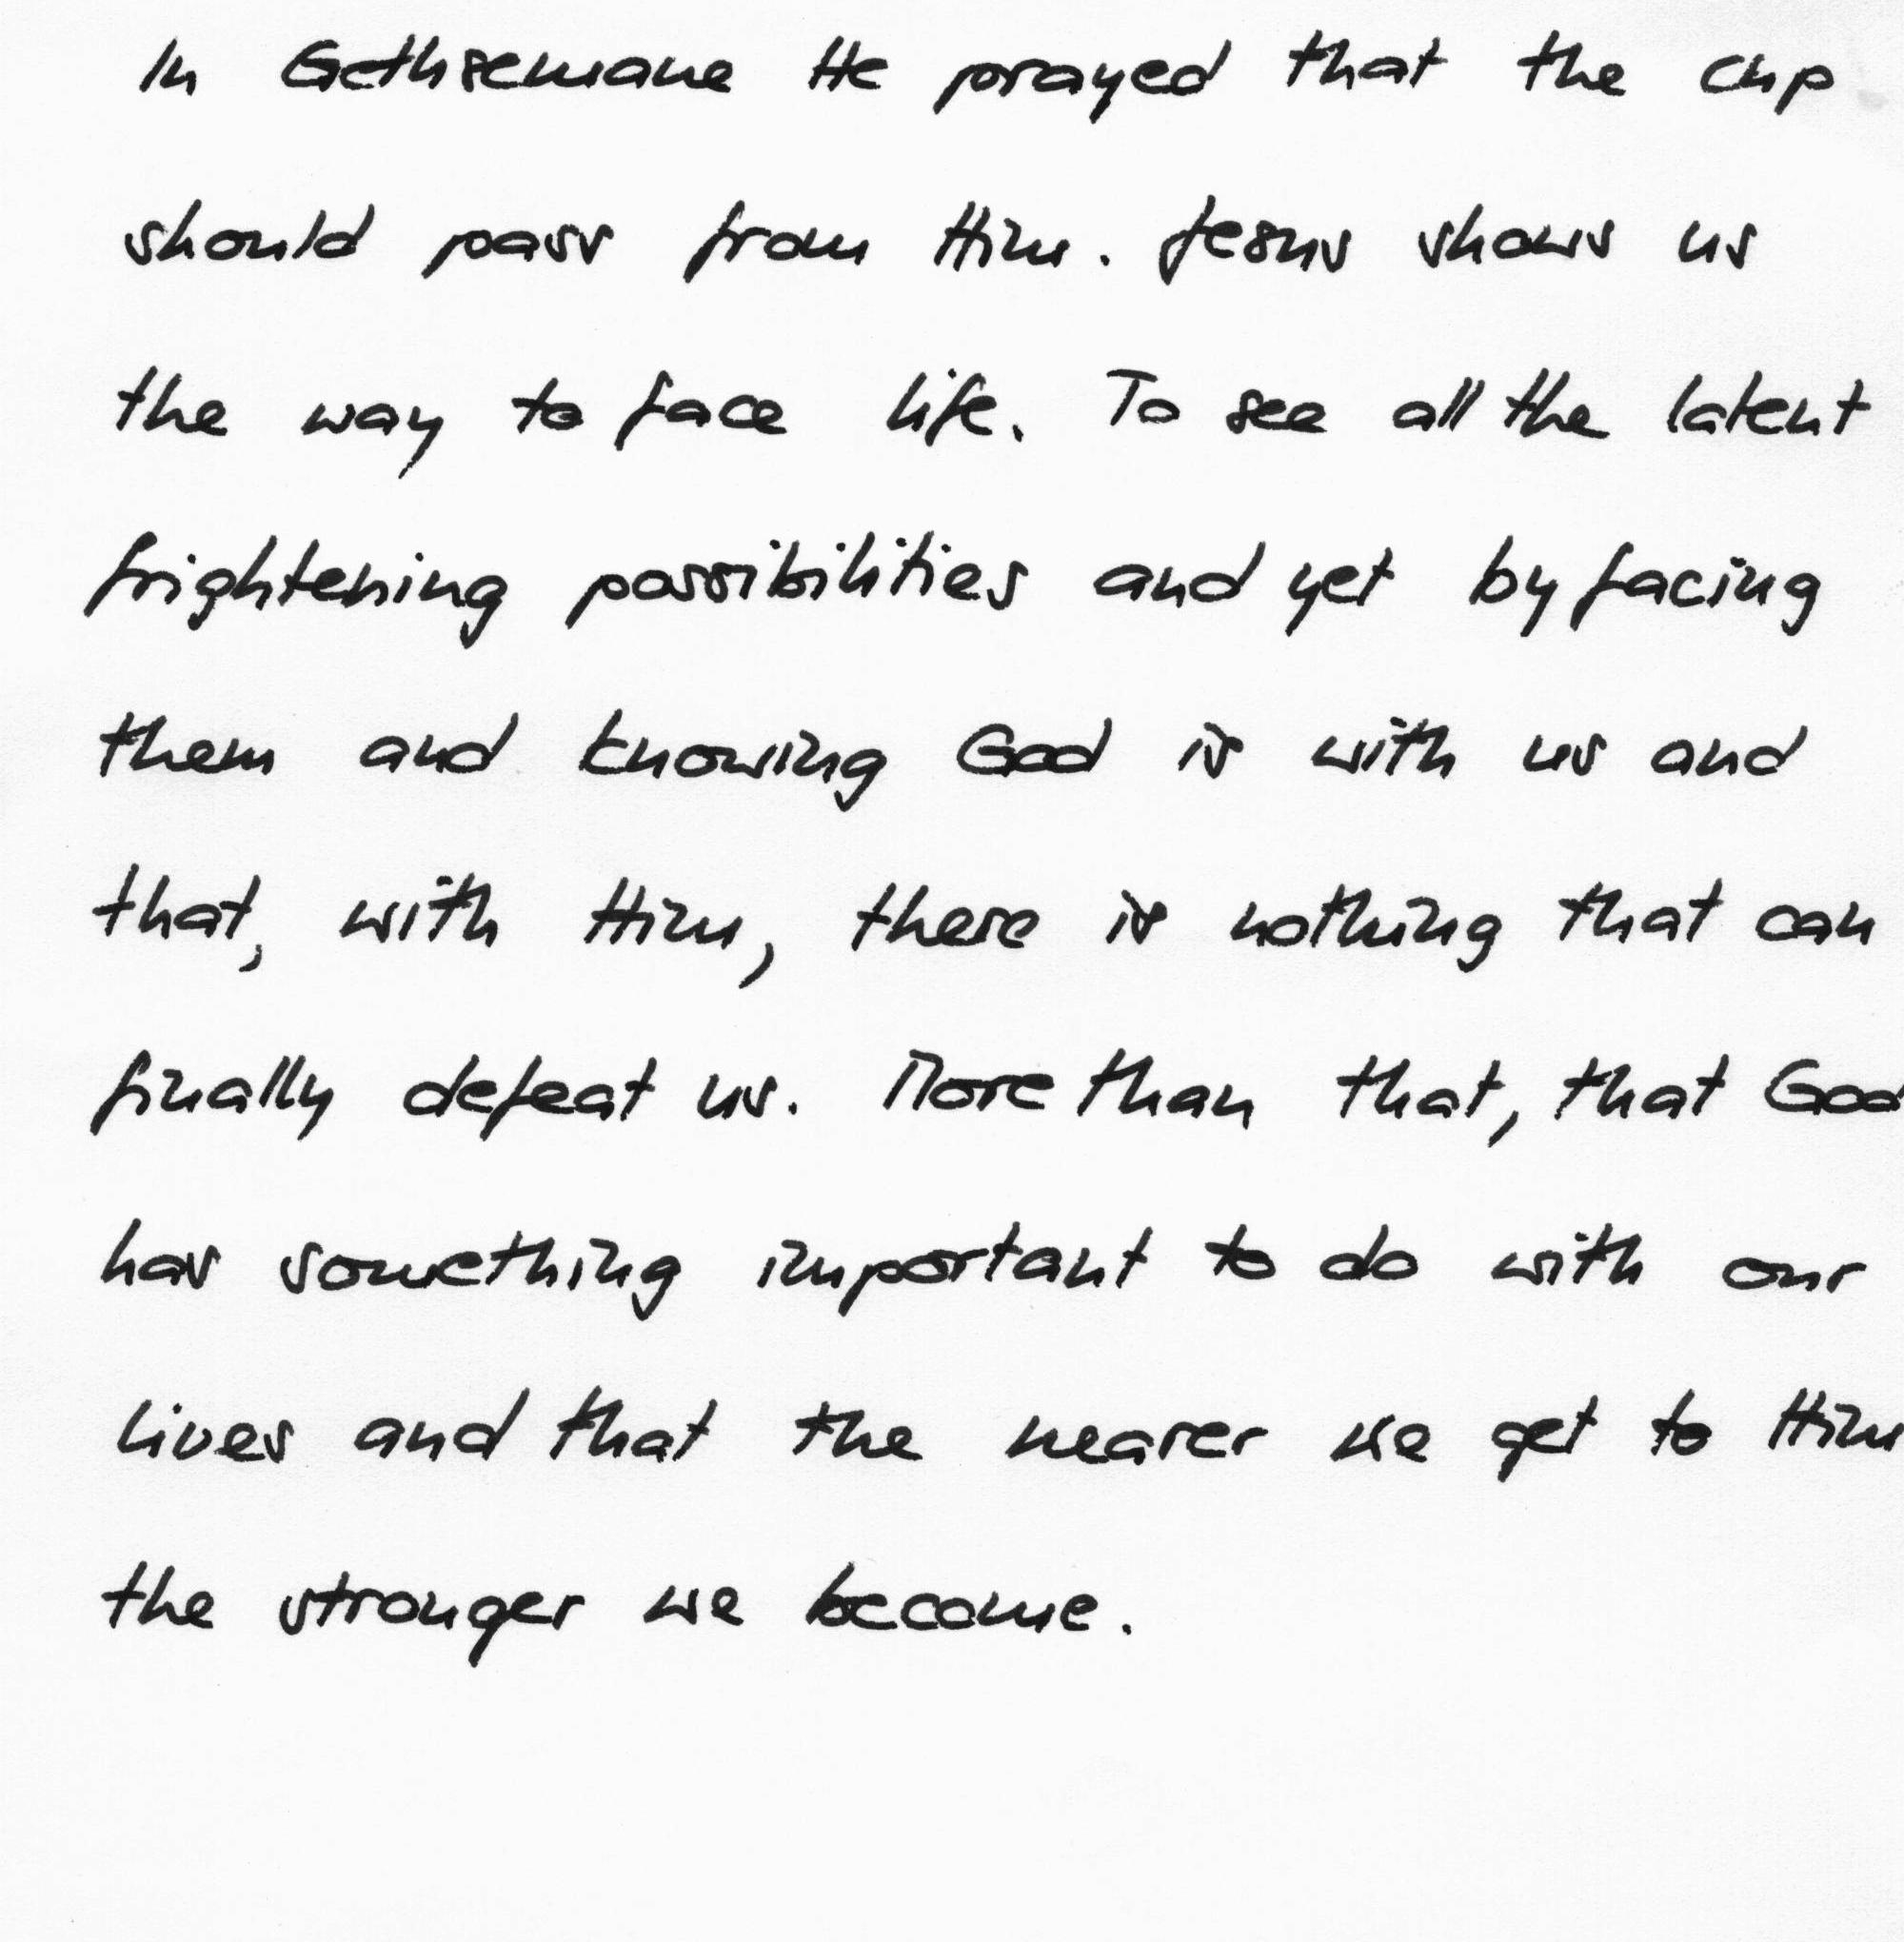 In Gethsemane He prayed that the cup
should pass from Him. Jesus shows us
the way to face life. To see all the latent
frightening possibilities and yet by facing
them and knowing God is with us and
that, with Him, there is nothing that can
finally defeat us. More than that, that God
has something important to do with our
lives and that the nearer we get to Him
the stronger we become.